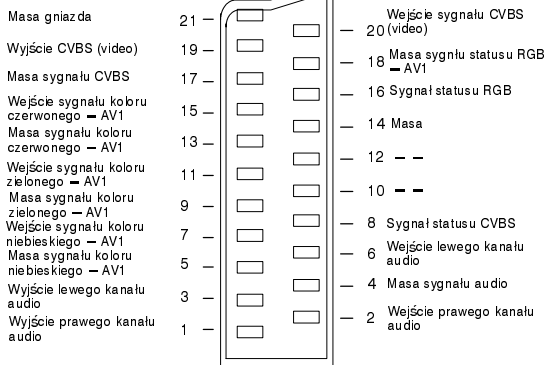 Masa gniazda
21 —
Wyjście CVBS (video)
19 —
Masa sygnału CVBS
17 —
Wejście sygnału koloru
czerwonego — AV1
15 —
Masa sygnału koloru
czerwonego — AV1
13 —
Wejście sygnału koloru
zielonego — AV1
11 —
Masa sygnału koloru
zielonego — AV1
9 —
Wejście sygnału koloru
niebieskiego — AV1
7 —
Masa sygnału koloru
niebieskiego — AV1
5 —
Wyjście lewego kanału
audio
3 —
Wyjście prawego kanału
audio
1 —
Wejście sygnału CVBS
— 20 (video)
— 18 Masa sygnłu statusu RGB
— AV1
— 16 Sygnał statusu RGB
— 14 Masa
— 12 — —
— 10 — —
— 8 Sygnał statusu CVBS
— 6 Wejście lewego kanału
audio
— 4 Masa sygnału audio
— 2 Wejście prawego kanału
audio